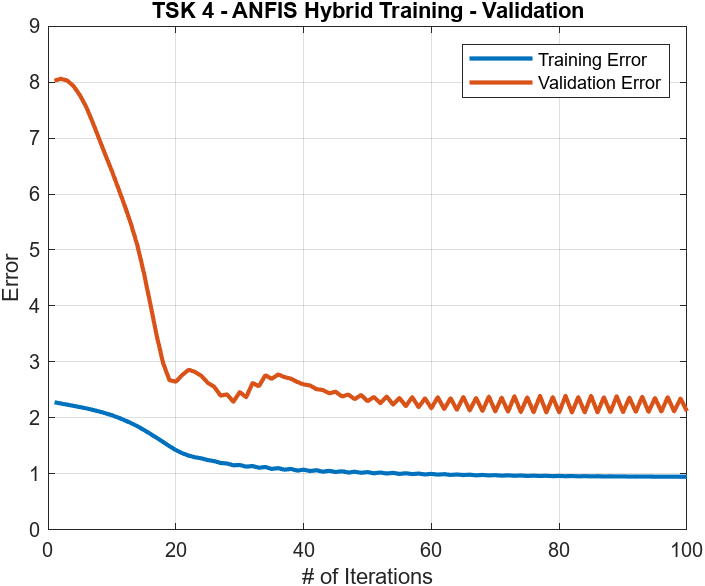 TSK 4 - ANFIS Hybrid Training - Validation
9
8
7
6
5
4
3
2
1
0
Error
Training Error
Validation Error
0 20 40 60 80 100
# of Iterations